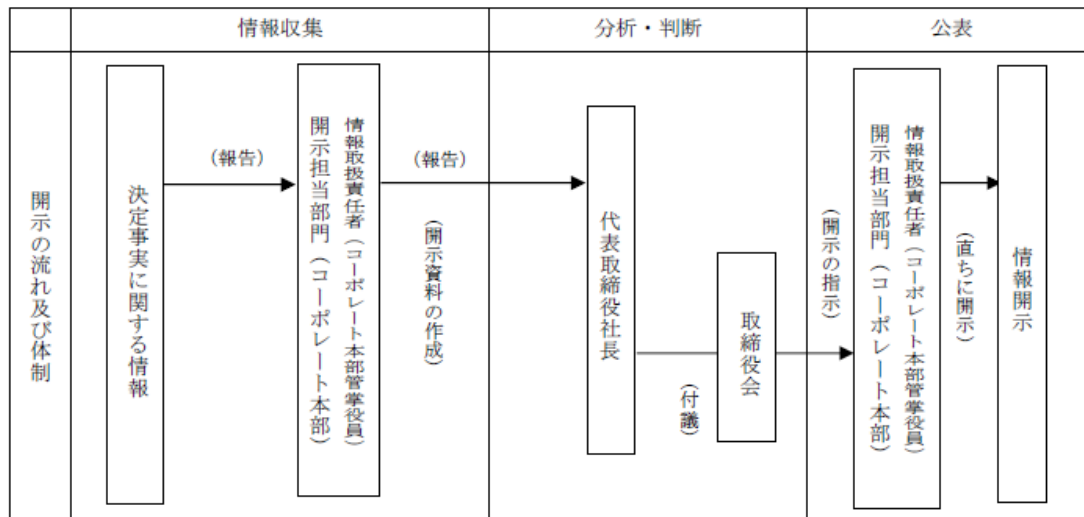 情報収集
分析・判断
公表
開示の流れ及び体制
決定事実に関する情報
（報告）
情報取扱責任者（コーポレート本部管掌役員）
開示担当部門（コーポレート本部）
（報告）
（開示資料の作成）
代表取締役社長
（付議）
取締役会
（開示の指示）
情報取扱責任者（コーポレート本部管掌役員）
開示担当部門（コーポレート本部）
（直ちに開示）
情報開示